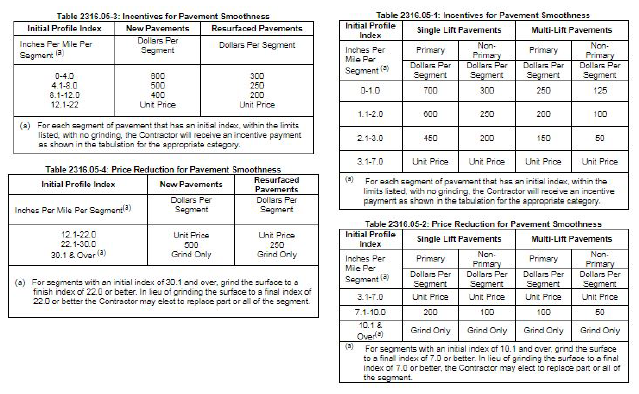 Table 2316.05-3: Incentives for Pavement Smoothness
Initial Profile Index New Pavements Resurfaced Pavements
Inches Per Mile Per Segment (a) Dollars Per Segment Dollars Per Segment
0-4.0 800 300
4.1-8.0 500 250
8.1-12.0 400 200
12.1-22 Unit Price Unit Price
(a) For each segment of pavement that has an initial index, within the limits
listed, with no grinding, the Contractor will receive an incentive payment
as shown in the tabulation for the appropriate category.
Table 2316.05-4: Price Reduction for Pavement Smoothness
Initial Profile Index New Pavements Resurfaced Pavements
Inches Per Mile Per Segment(a) Dollars Per Segment Dollars Per Segment
12.1-22.0 Unit Price Unit Price
22.1-30.0 500 250
30.1 & Over (a) Grind Only Grind Only
(a) For segments with an initial index of 30.1 and over, grind the surface to a
finish index of 22.0 or better. In lieu of grinding the surface to a final index of
22.0 or better the Contractor may elect to replace part or all of the segment.
Table 2316.05-1: Incentives for Pavement Smoothness
Initial Profile Index Single Lift Pavements Multi-Lift Pavements
Inches Per Mile Per Segment (a) Primary Non-Primary Primary Non-Primary
Dollars Per Segment Dollars Per Segment Dollars Per Segment Dollars Per Segment
0-1.0 700 300 250 125
1.1-2.0 600 250 200 100
2.1-3.0 450 200 150 50
3.1-7.0 Unit Price Unit Price Unit Price Unit Price
(a) For each segment of pavement that has an initial index, within the
limits listed, with no grinding, the Contractor will receive an incentive
payment as shown in the tabulation for the appropriate category.
Table 2316.05-2: Price Reduction for Pavement Smoothness
Initial Profile Index Single Lift Pavements Multi-Lift Pavements
Inches Per Mile Per Segment (a) Primary Non-Primary Primary Non-Primary
Dollars Per Segment Dollars Per Segment Dollars Per Segment Dollars Per Segment
3.1-7.0 Unit Price Unit Price Unit Price Unit Price
7.1-10.0 200 100 100 50
10.1 & Over(a) Grind Only Grind Only Grind Only Grind Only
(a) For segments with an initial index of 10.1 and over, grind the surface
to a finall index of 7.0 or better. In lieu of grinding the surface to a final
index of 7.0 or better, the Contractor may elect to replace part or all of
the segment.